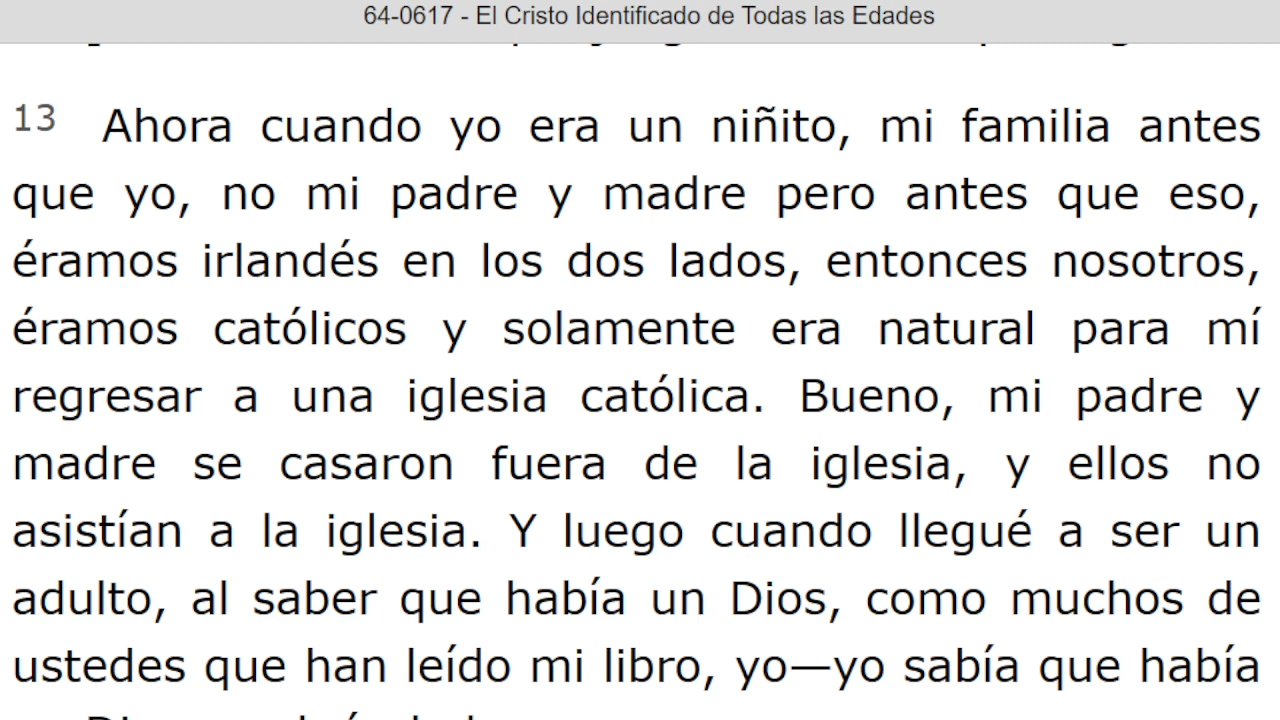 64-0617 - El Cristo Identificado de Todas las Edades
13 Ahora cuando yo era un niñito, mi familia antes
que yo, no mi padre y madre pero antes que eso,
éramos irlandés en los dos lados, entonces nosotros,
éramos católicos y solamente era natural para mí
regresar a una iglesia católica. Bueno, mi padre y
madre se casaron fuera de la iglesia, y ellos no
asistían a la iglesia. Y luego cuando llegué a ser un
adulto, al saber que había un Dios, como muchos de
ustedes que han leído mi libro, yo—yo sabía que había